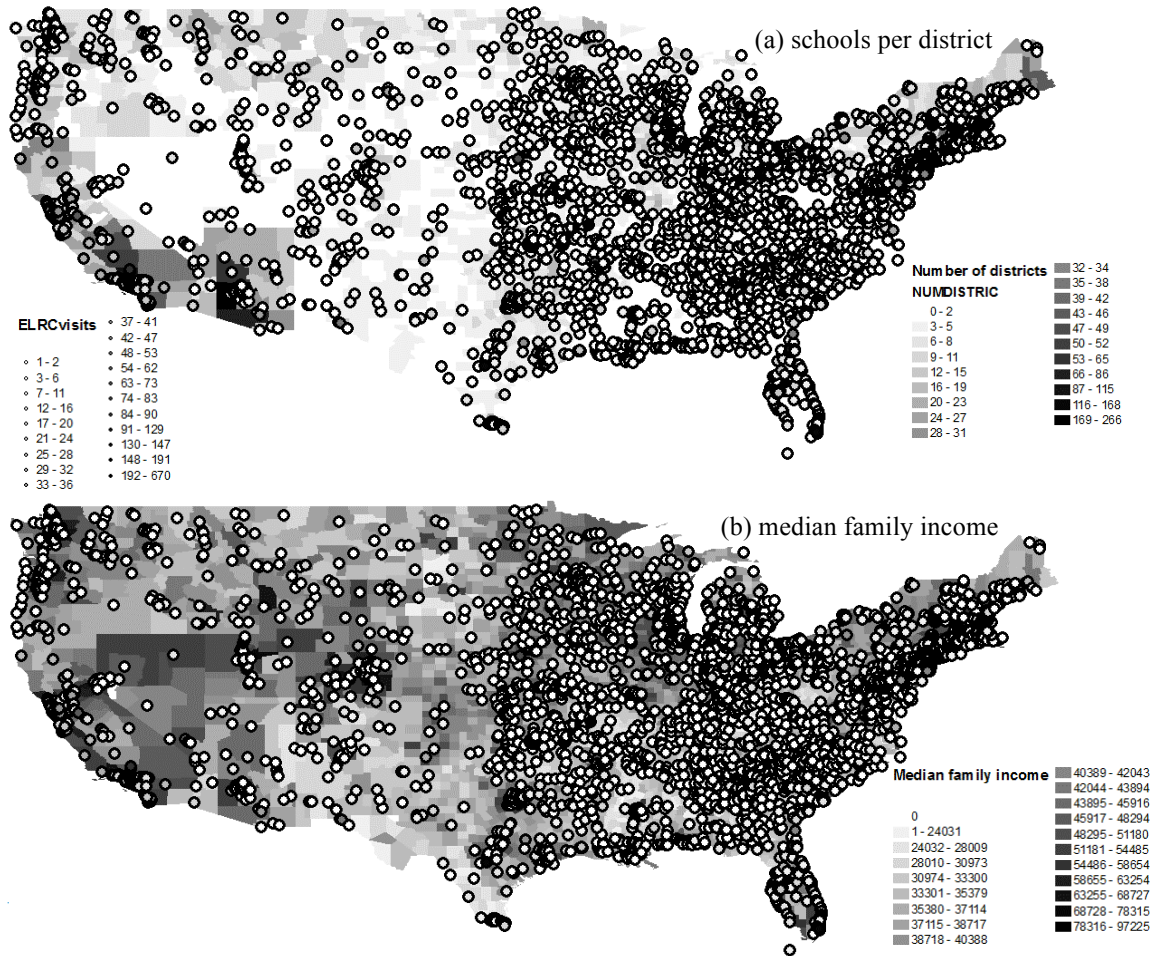 (a) schools per district
ELRCvisits
1 - 2
3 - 6
7 - 11
12 - 16
17 - 20
21 - 24
25 - 28
29 - 32
33 - 36
37 - 41
42 - 47
48 - 53
54 - 62
63 - 73
74 - 83
84 - 90
91 - 129
130 - 147
148 - 191
192 - 670
Number of districts
NUMDISTRIC
0 - 2
3 - 5
6 - 8
9 - 11
12 - 15
16 - 19
20 - 23
24 - 27
28 - 31
32 - 34
35 - 38
39 - 42
43 - 46
47 - 49
50 - 52
53 - 65
66 - 86
87 - 115
116 - 168
169 - 266
(b) median family income
Median family income
0
1 - 24031
24032 - 28009
28010 - 30973
30974 - 33300
33301 - 35379
35380 - 37114
37115 - 38717
38718 - 40388
40389 - 42043
42044 - 43894
43895 - 45916
45917 - 48294
48295 - 51180
51181 - 54485
54486 - 58654
58655 - 63254
63255 - 68727
68728 - 78315
78316 - 97225